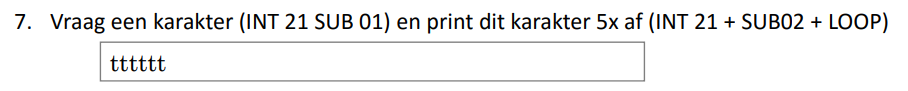 7. Vraag een karakter (INT 21 SUB 01) en print dit karakter 5x af (INT 21 + SUB02 + LOOP)
tttttt